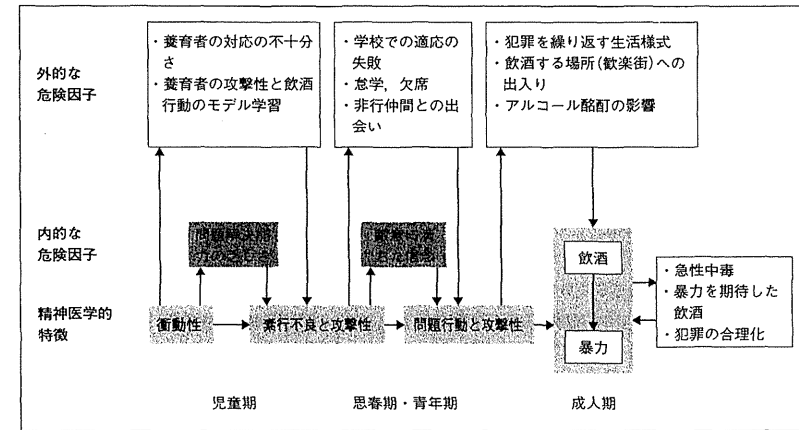 外的な
危険因子
・養育者の対応の不十分
さ
・養育者の攻撃性と飲酒
行動のモデル学習
・学校での適応の
失敗
・怠学，欠席
・非行仲間との出
会い
・犯罪を繰り返す生活様式
・飲酒する場所(歓楽街)への
出入り
・アルコール酩酊の影響
内的な
危険因子
飲酒
・急性中毒
・暴力を期待した
飲酒
・犯罪の合理化
精神医学的
特徴
衝動性
素行不良と攻撃性
問題行動と攻撃性
暴力
児童期
思春期・青年期
成人期